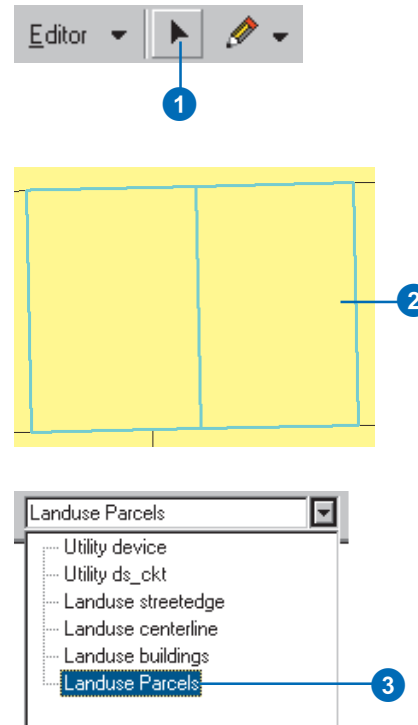 Editor
1
2
Landuse Parcels
Utility device
Utility ds_ckt
Landuse streetedge
Landuse centerline
Landuse buildings
Landuse Parcels
3